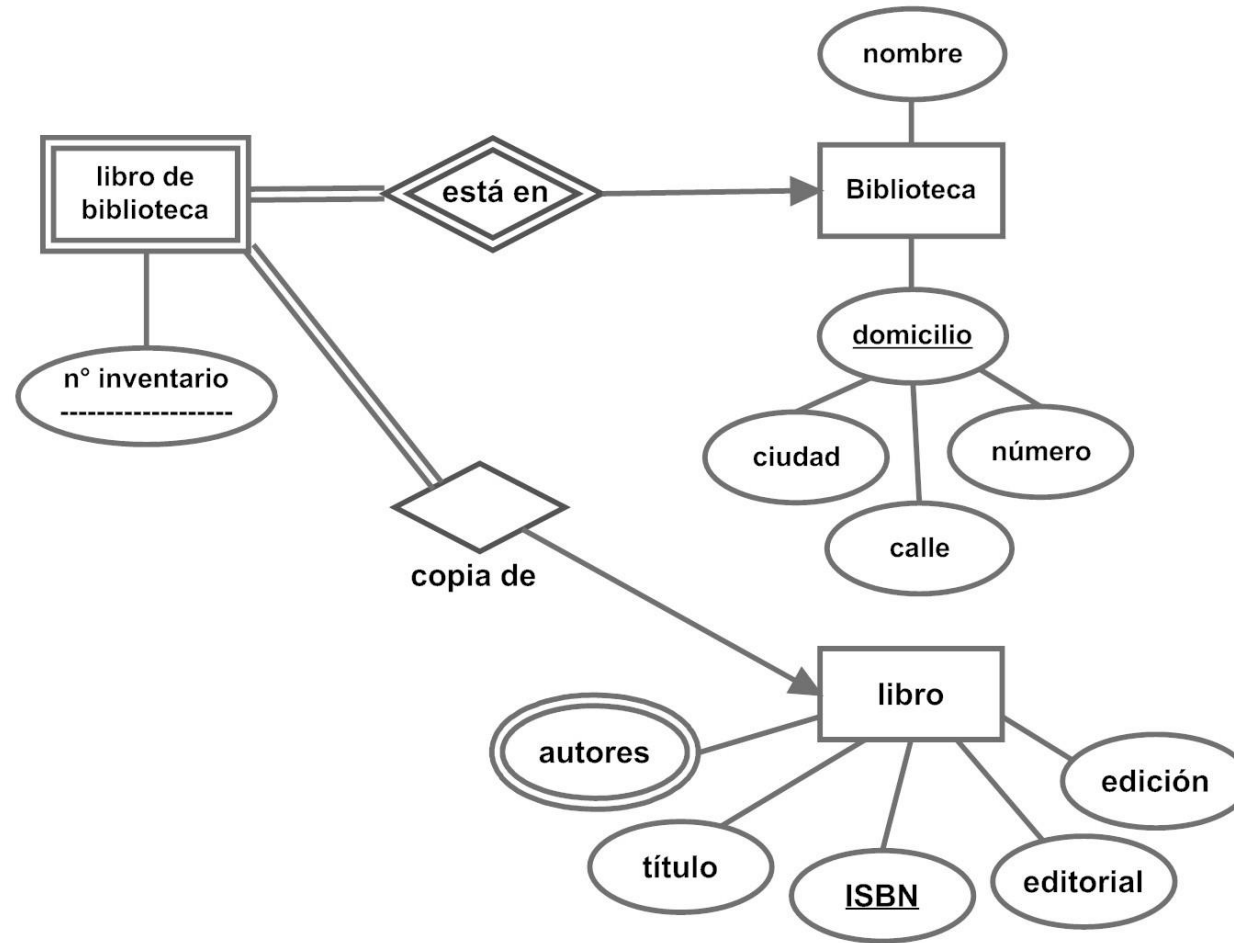 nombre
libro de
biblioteca
está en
Biblioteca
domicilio
n° inventario
ciudad
número
calle
copia de
libro
autores
edición
título
ISBN
editorial